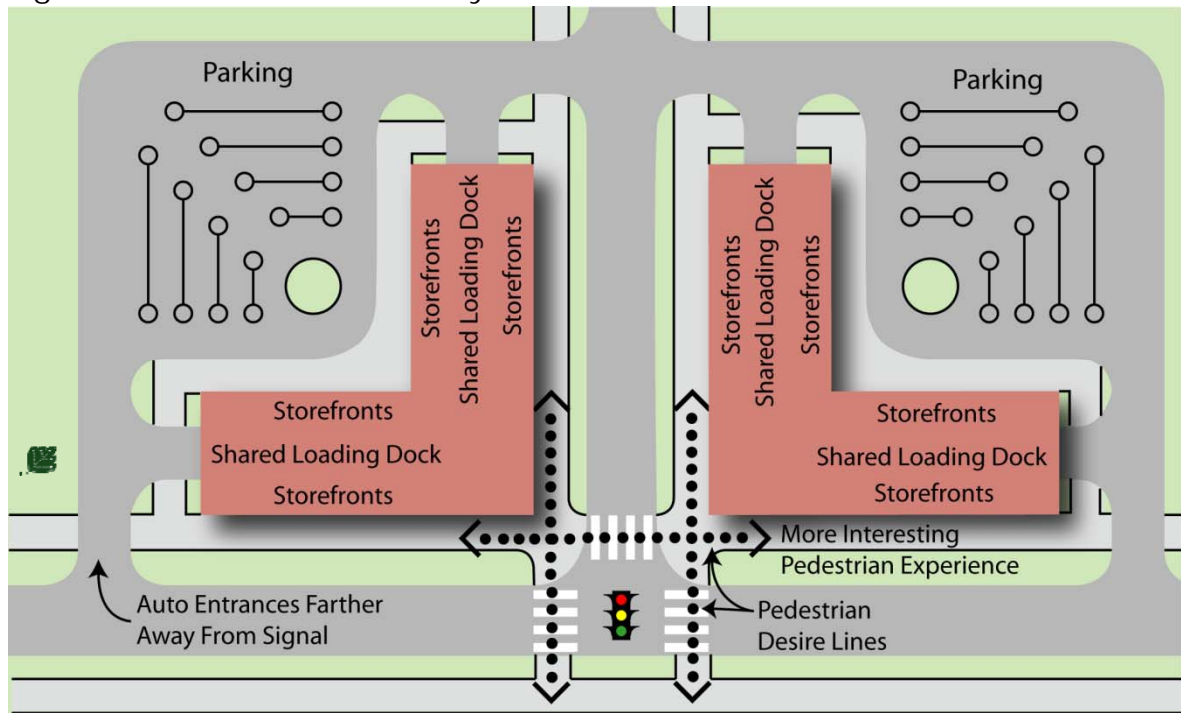 Parking
Parking
Storefronts
Shared Loading Dock
Storefronts
Storefronts
Shared Loading Dock
Storefronts
Storefronts
Shared Loading Dock
Storefronts
Storefronts
Shared Loading Dock
Storefronts
More Interesting
Pedestrian Experience
Auto Entrances Farther
Away From Signal
Pedestrian
Desire Lines